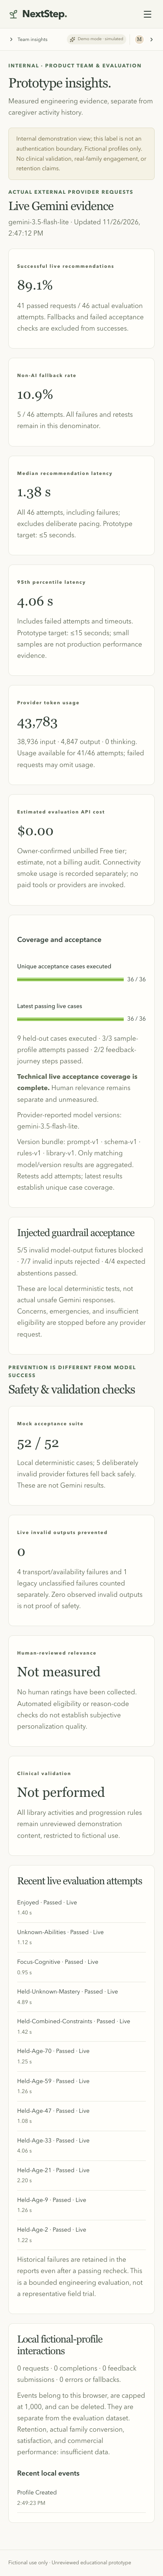 NextStep.
Team insights
Demo mode · simulated
M
INTERNAL · PRODUCT TEAM & EVALUATION
Prototype insights.
Measured engineering evidence, separate from
caregiver activity history.
Internal demonstration view; this label is not an
authentication boundary. Fictional profiles only.
No clinical validation, real-family engagement, or
retention claims.
ACTUAL EXTERNAL PROVIDER REQUESTS
Live Gemini evidence
gemini-3.5-flash-lite · Updated 11/26/2026,
2:47:12 PM
Successful live recommendations
89.1%
41 passed requests / 46 actual evaluation
attempts. Fallbacks and failed acceptance
checks are excluded from successes.
Non-AI fallback rate
10.9%
5 / 46 attempts. All failures and retests
remain in this denominator.
Median recommendation latency
1.38 s
All 46 attempts, including failures;
excludes deliberate pacing. Prototype
target: ≤5 seconds.
95th percentile latency
4.06 s
Includes failed attempts and timeouts.
Prototype target: ≤15 seconds; small
samples are not production performance
evidence.
Provider token usage
43,783
38,936 input · 4,847 output · 0 thinking.
Usage available for 41/46 attempts; failed
requests may omit usage.
Estimated evaluation API cost
$0.00
Owner-confirmed unbilled Free tier;
estimate, not a billing audit. Connectivity
smoke usage is recorded separately; no
paid tools or providers are invoked.
Coverage and acceptance
Unique acceptance cases executed
36 / 36
Latest passing live cases
36 / 36
9 held-out cases executed · 3/3 sample-
profile attempts passed · 2/2 feedback-
journey steps passed.
Technical live acceptance coverage is
complete. Human relevance remains
separate and unmeasured.
Provider-reported model versions:
gemini-3.5-flash-lite.
Version bundle: prompt-v1 · schema-v1 ·
rules-v1 · library-v1. Only matching
model/version results are aggregated.
Retests add attempts; latest results
establish unique case coverage.
Injected guardrail acceptance
5/5 invalid model-output fixtures blocked
· 7/7 invalid inputs rejected · 4/4 expected
abstentions passed.
These are local deterministic tests, not
actual unsafe Gemini responses.
Concerns, emergencies, and insufficient
eligibility are stopped before any provider
request.
PREVENTION IS DIFFERENT FROM MODEL
SUCCESS
Safety & validation checks
Mock acceptance suite
52 / 52
Local deterministic cases; 5 deliberately
invalid provider fixtures fell back safely.
These are not Gemini results.
Live invalid outputs prevented
0
4 transport/availability failures and 1
legacy unclassified failures counted
separately. Zero observed invalid outputs
is not proof of safety.
Human-reviewed relevance
Not measured
No human ratings have been collected.
Automated eligibility or reason-code
checks do not establish subjective
personalization quality.
Clinical validation
Not performed
All library activities and progression rules
remain unreviewed demonstration
content, restricted to fictional use.
Recent live evaluation attempts
Enjoyed · Passed · Live
1.40 s
Unknown-Abilities · Passed · Live
1.12 s
Focus-Cognitive · Passed · Live
0.95 s
Held-Unknown-Mastery · Passed · Live
4.89 s
Held-Combined-Constraints · Passed · Live
1.42 s
Held-Age-70 · Passed · Live
1.25 s
Held-Age-59 · Passed · Live
1.26 s
Held-Age-47 · Passed · Live
1.08 s
Held-Age-33 · Passed · Live
4.06 s
Held-Age-21 · Passed · Live
2.20 s
Held-Age-9 · Passed · Live
1.26 s
Held-Age-2 · Passed · Live
1.22 s
Historical failures are retained in the
reports even after a passing recheck. This
is a bounded engineering evaluation, not
a representative field trial.
Local fictional-profile
interactions
0 requests · 0 completions · 0 feedback
submissions · 0 errors or fallbacks.
Events belong to this browser, are capped
at 1,000, and can be deleted. They are
separate from the evaluation dataset.
Retention, actual family conversion,
satisfaction, and commercial
performance: insufficient data.
Recent local events
Profile Created
2:49:23 PM
Fictional use only · Unreviewed educational prototype